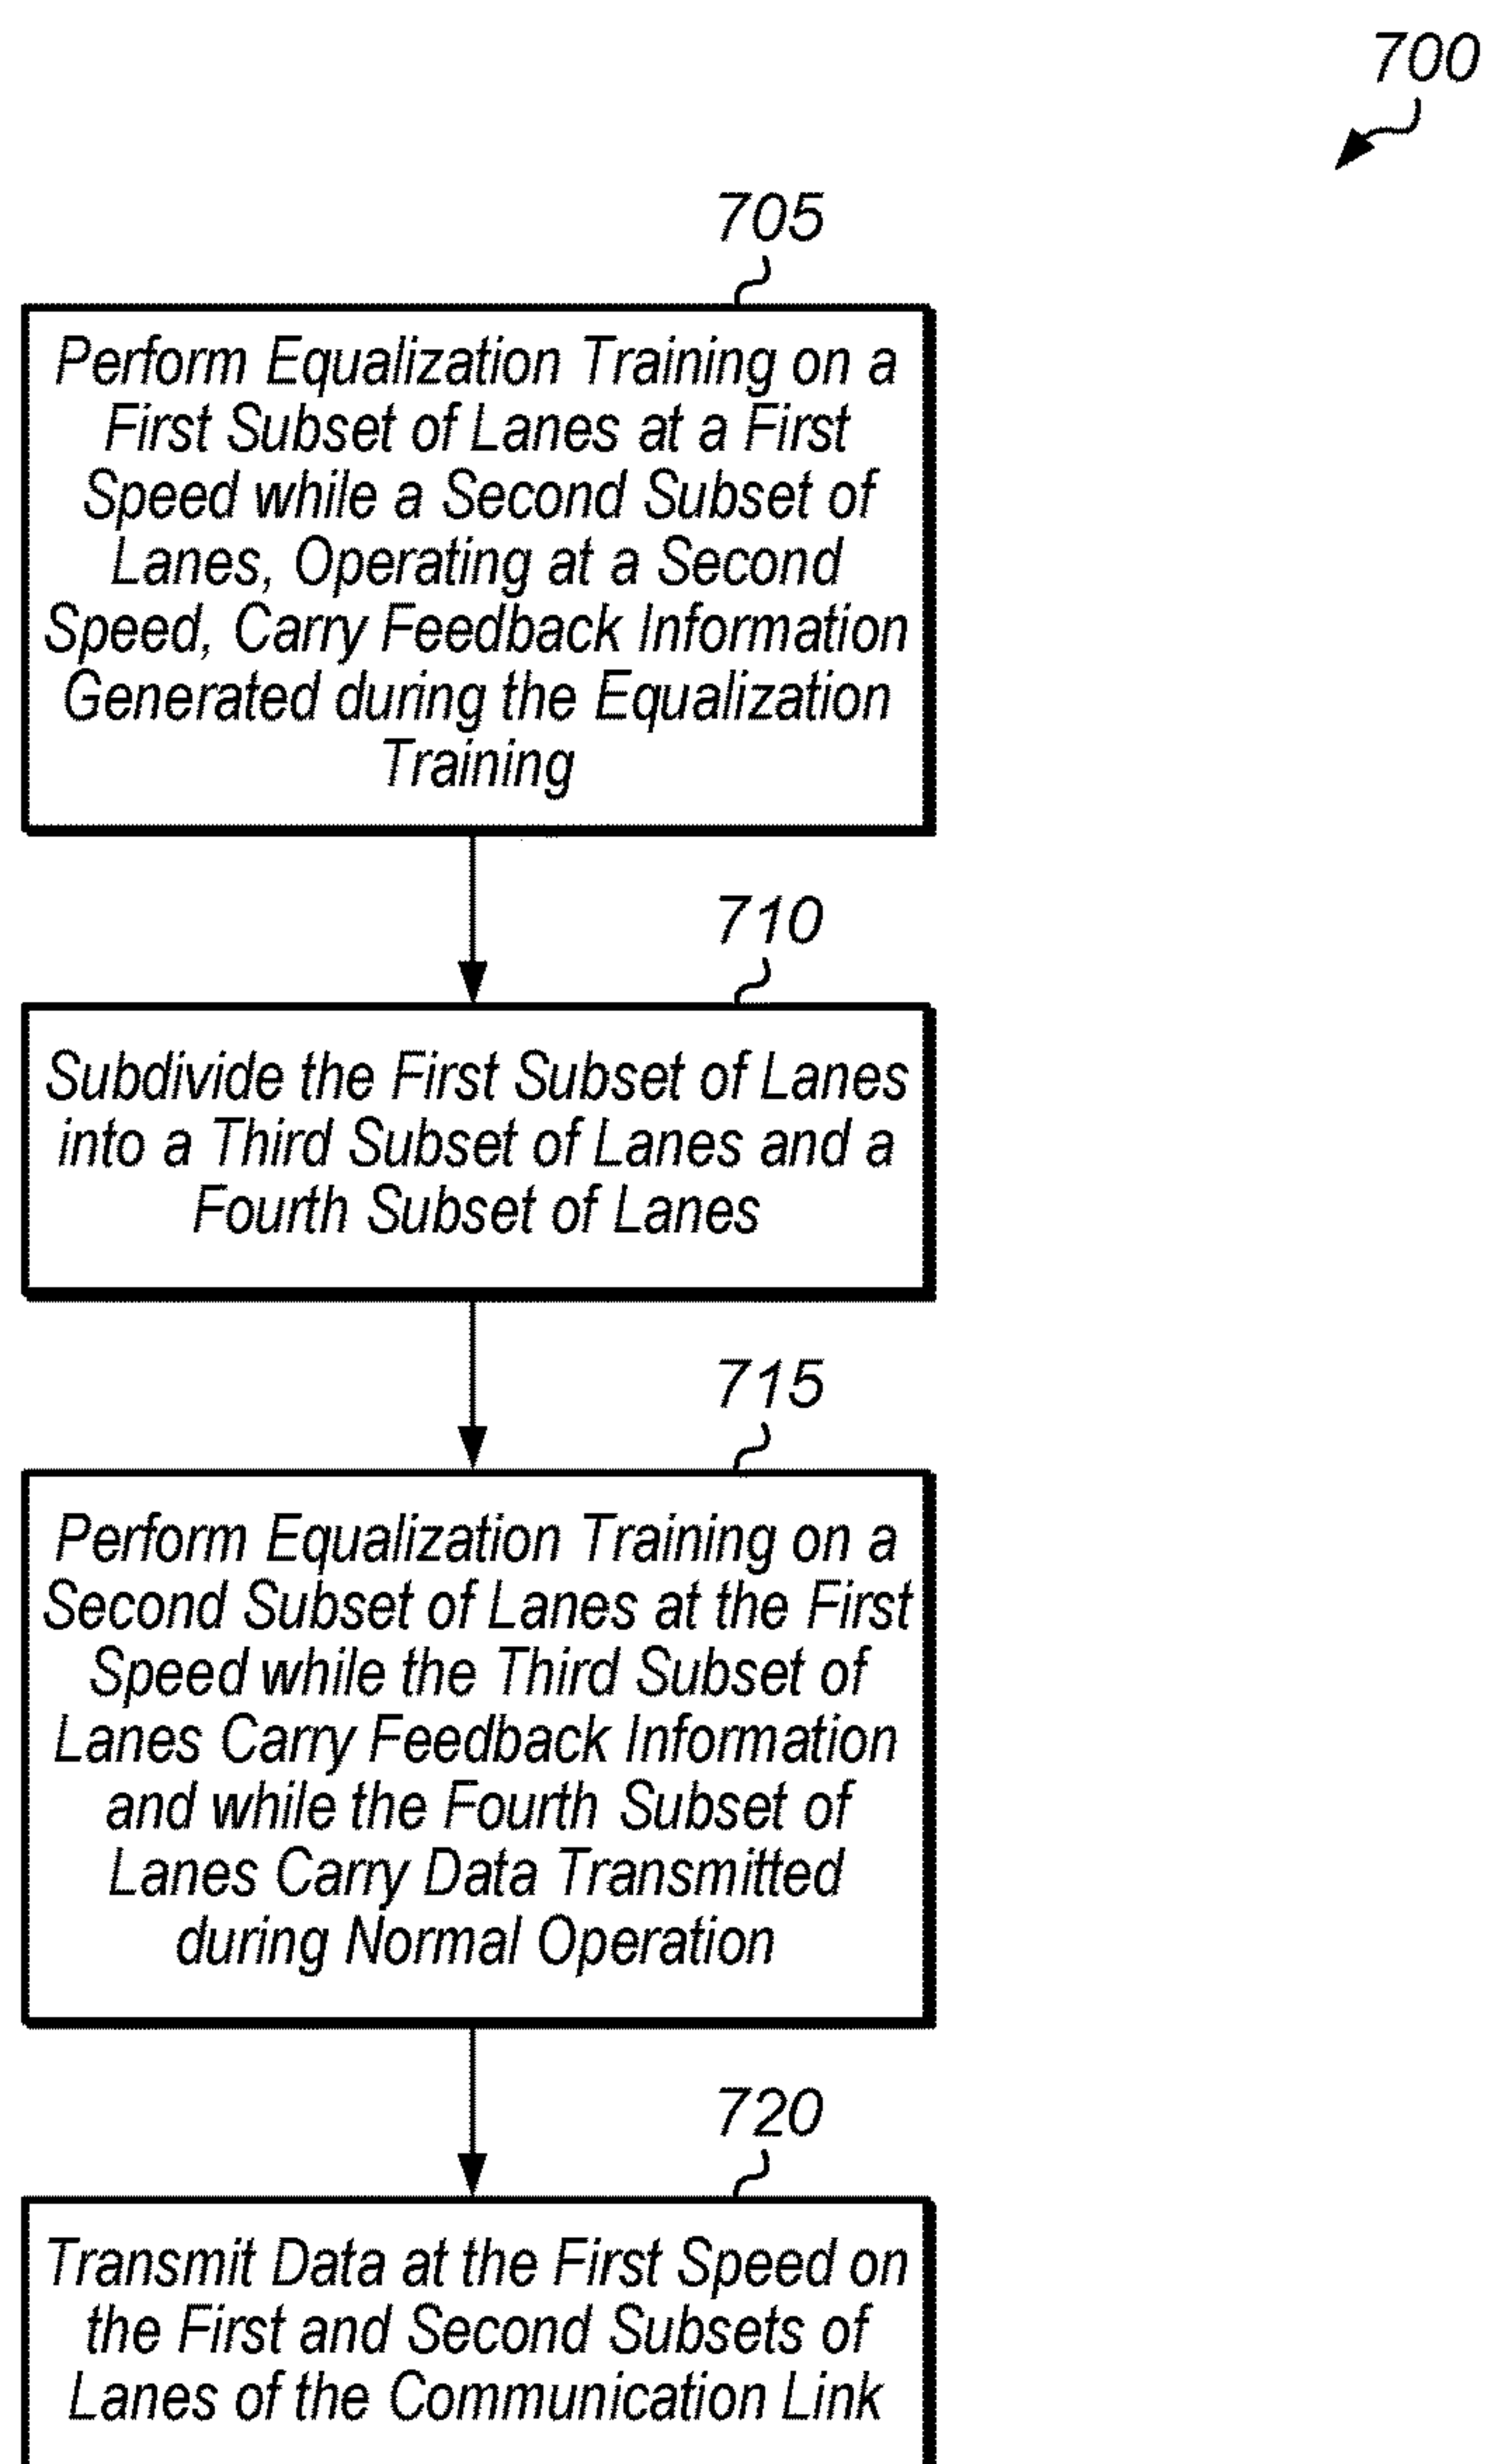 700
705
Perform Equalization Training on a
First Subset of Lanes at a First
Speed while a Second Subset of
Lanes, Operating at a Second
Speed, Carry Feedback Information
Generated during the Equalization
Training
710
Subdivide the First Subset of Lanes
into a Third Subset of Lanes and a
Fourth Subset of Lanes
715
Perform Equalization Training on a
Second Subset of Lanes at the First
Speed while the Third Subset of
Lanes Carry Feedback Information
and while the Fourth Subset of
Lanes Carry Data Transmitted
during Normal Operation
720
Transmit Data at the First Speed on
the First and Second Subsets of
Lanes of the Communication Link